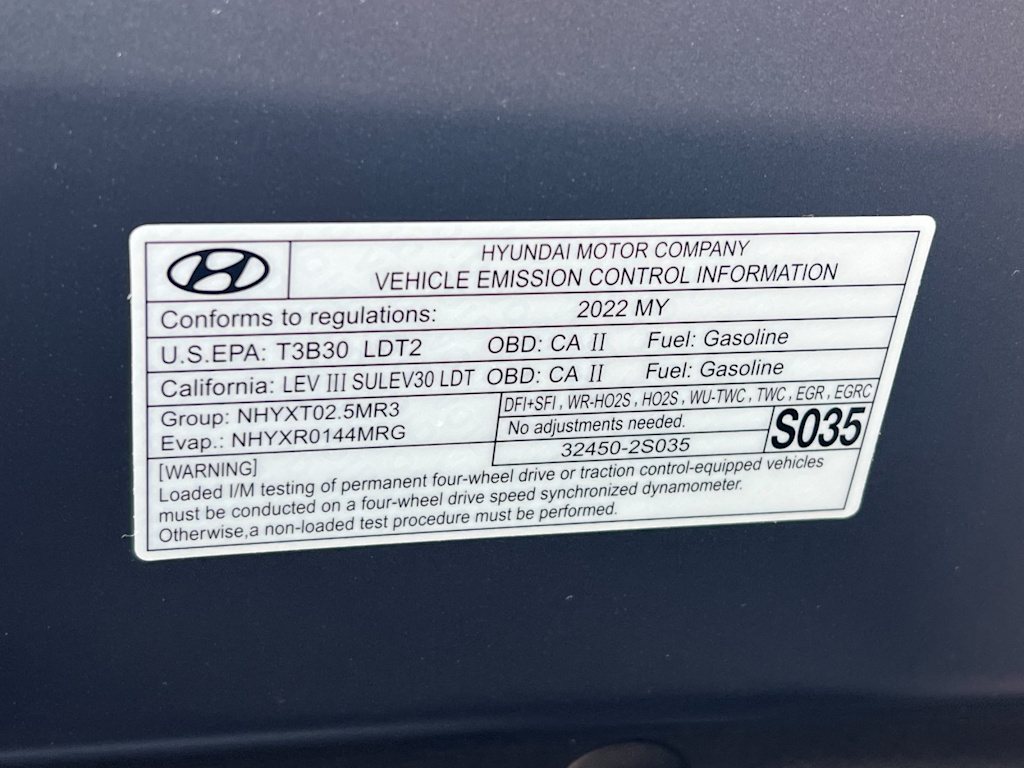 HYUNDAI MOTOR COMPANY
VEHICLE EMISSION CONTROL INFORMATION
Conforms to regulations: 2022 MY
U.S.EPA: T3B30 LDT2 OBD: CA II Fuel: Gasoline
California: LEV III SULEV30 LDT OBD: CA II Fuel: Gasoline
Group: NHYXT02.5MR3
Evap.: NHYXR0144MRG
DFI+SFI , WR-HO2S , HO2S , WU-TWC , TWC , EGR , EGRC
No adjustments needed.
32450-2S035
S035
[WARNING]
Loaded I/M testing of permanent four-wheel drive or traction control-equipped vehicles
must be conducted on a four-wheel drive speed synchronized dynamometer.
Otherwise,a non-loaded test procedure must be performed.